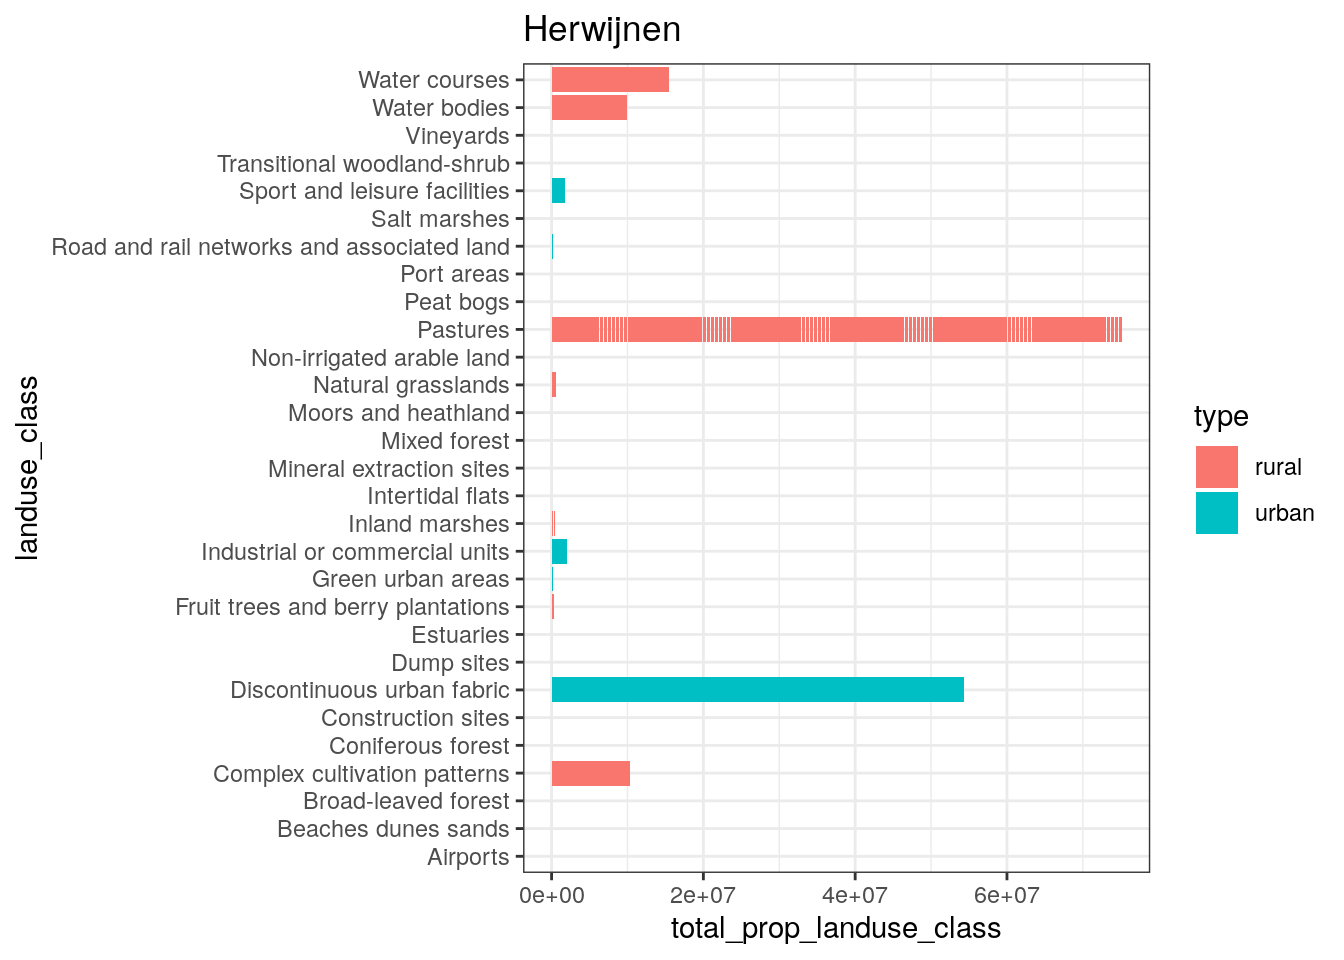 Herwijnen
Water courses
Water bodies
Vineyards
Transitional woodland-shrub
Sport and leisure facilities
Salt marshes
Road and rail networks and associated land
Port areas
Peat bogs
Pastures
Non-irrigated arable land
Natural grasslands
Moors and heathland
Mixed forest
Mineral extraction sites
Intertidal flats
Inland marshes
Industrial or commercial units
Green urban areas
Fruit trees and berry plantations
Estuaries
Dump sites
Discontinuous urban fabric
Construction sites
Coniferous forest
Complex cultivation patterns
Broad-leaved forest
Beaches dunes sands
Airports
landuse_class
0e+00 2e+07 4e+07 6e+07
total_prop_landuse_class
type
rural
urban